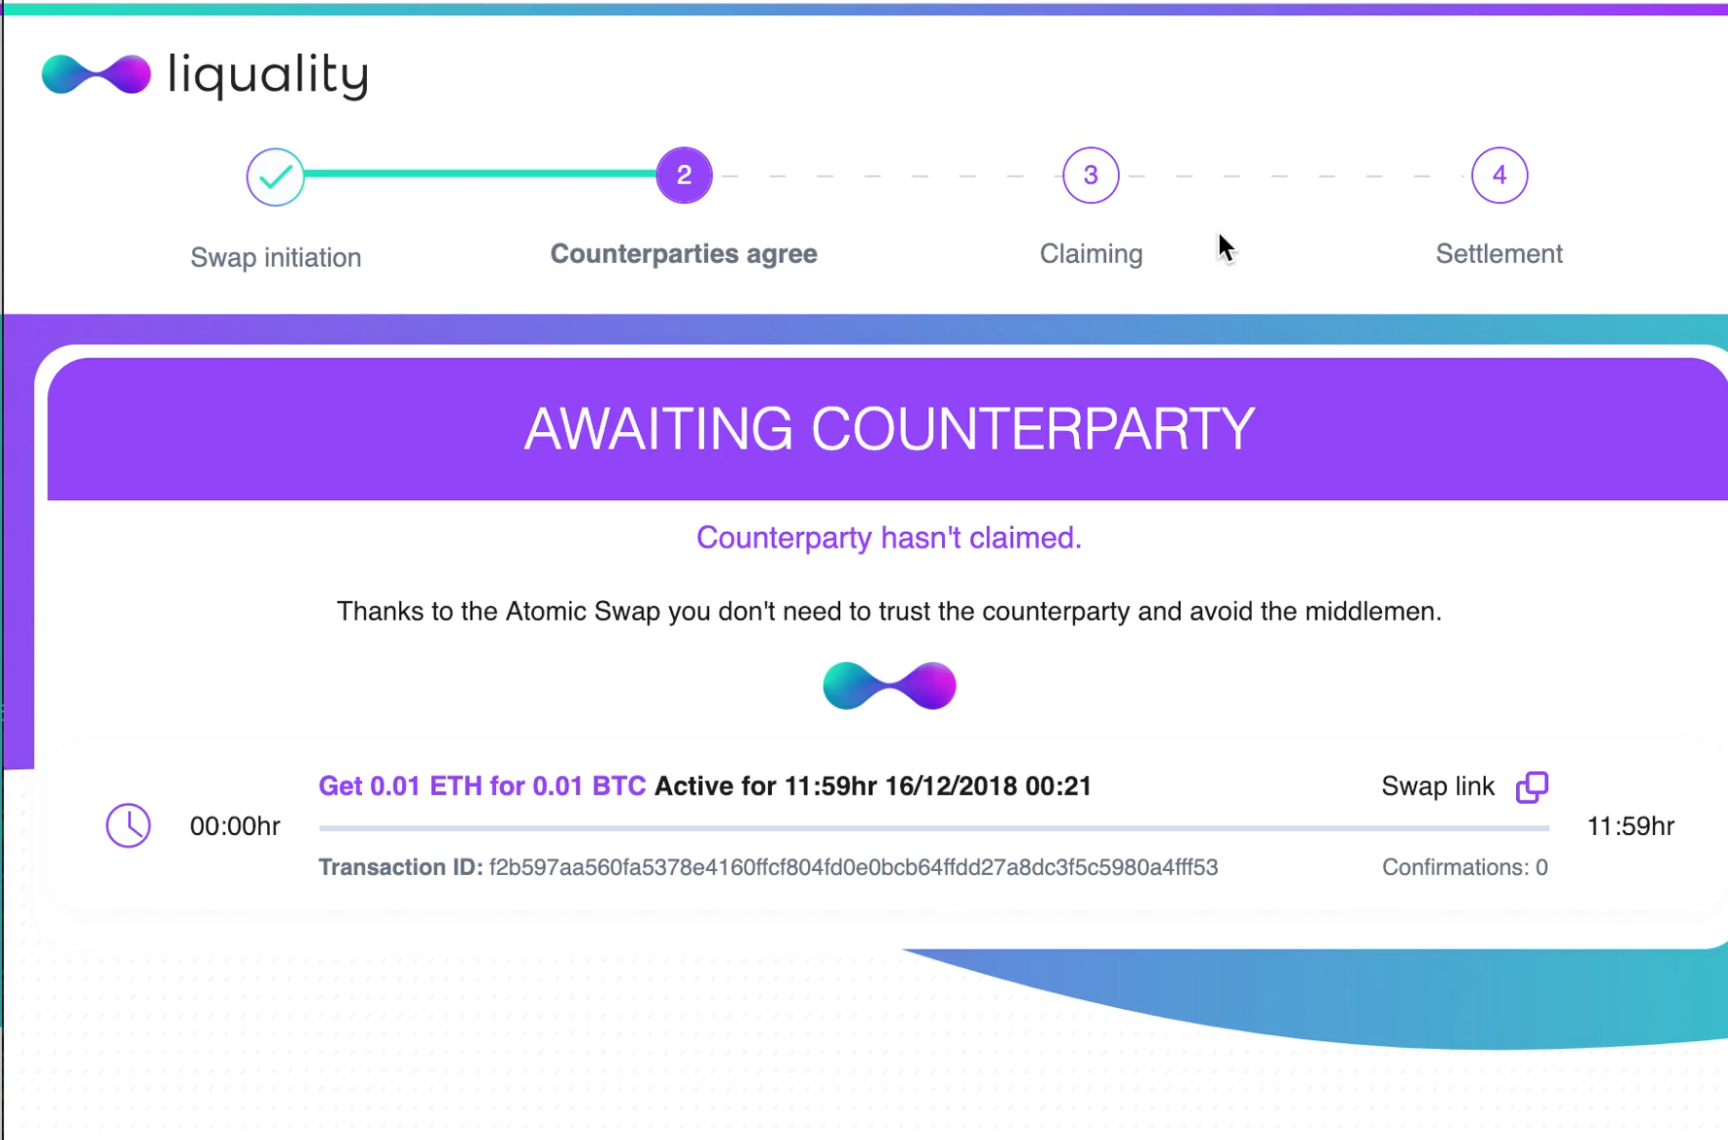 liquality
2
3
4
Swap initiation
Counterparties agree
Claiming
Settlement
AWAITING COUNTERPARTY
Counterparty hasn't claimed.
Thanks to the Atomic Swap you don't need to trust the counterparty and avoid the middlemen.
Get 0.01 ETH for 0.01 BTC Active for 11:59hr 16/12/2018 00:21
Swap link
00:00hr
11:59hr
Transaction ID: f2b597aa560fa5378e4160ffcf804fd0e0bcb64ffdd27a8dc3f5c5980a4fff53
Confirmations: 0